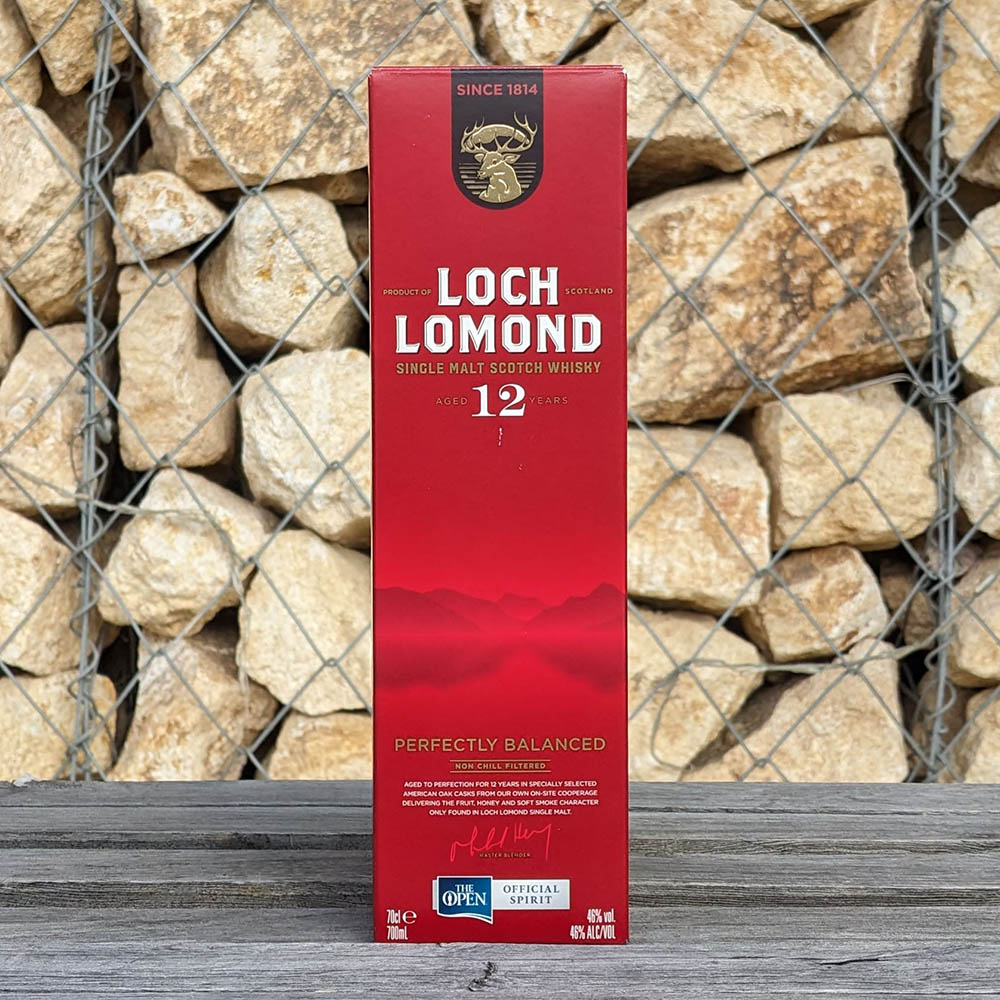 SINCE 1814
PRODUCT OF LOCH SCOTLAND
LOMOND
SINGLE MALT SCOTCH WHISKY
AGED 12 YEARS
PERFECTLY BALANCED
NON CHILL FILTERED
AGED TO PERFECTION FOR 12 YEARS IN SPECIALLY SELECTED
AMERICAN OAK CASKS FROM OUR OWN ON-SITE COOPERAGE
DELIVERING THE FRUIT, HONEY AND SOFT SMOKE CHARACTER
ONLY FOUND IN LOCH LOMOND SINGLE MALT.
MASTER BLENDER
THE OPEN
OFFICIAL SPIRIT
70cl e
700mL
46% vol.
46% ALC/VOL